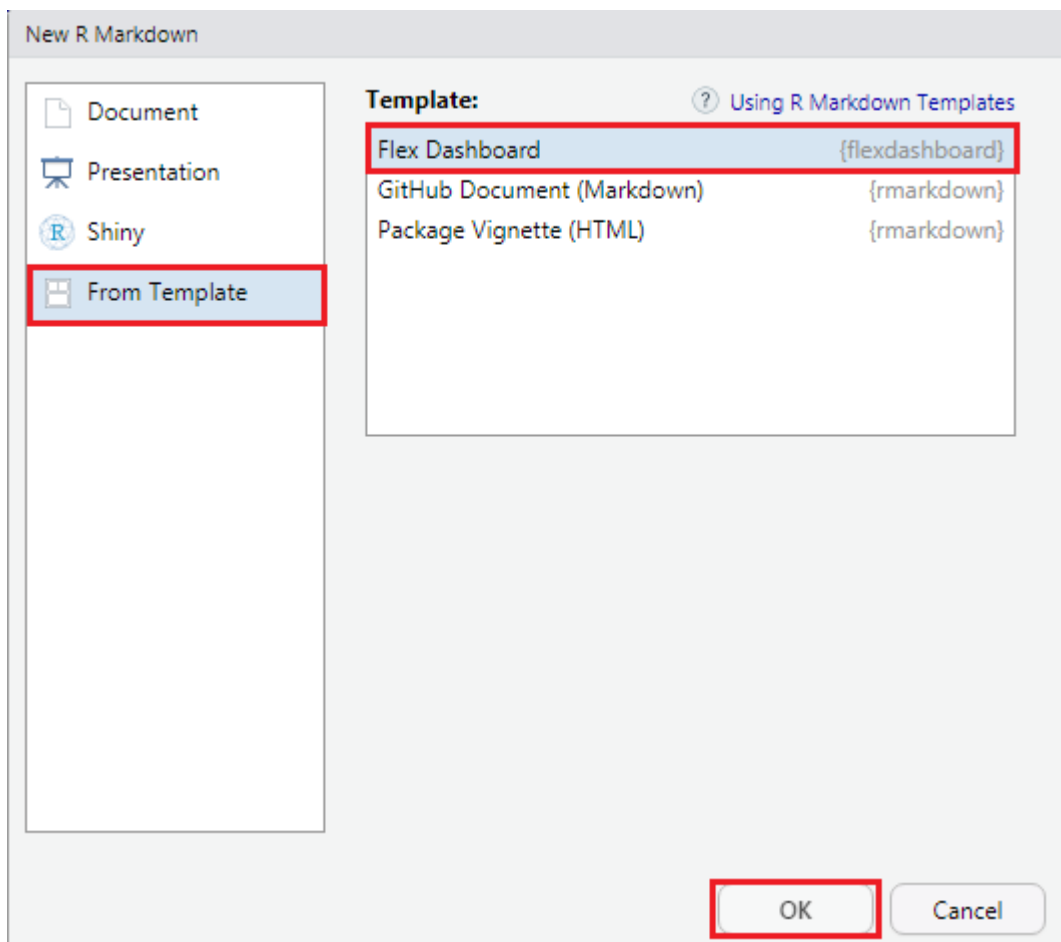 New R Markdown
Document
Presentation
R Shiny
From Template
Template: ? Using R Markdown Templates
Flex Dashboard {flexdashboard}
GitHub Document (Markdown) {rmarkdown}
Package Vignette (HTML) {rmarkdown}
OK Cancel